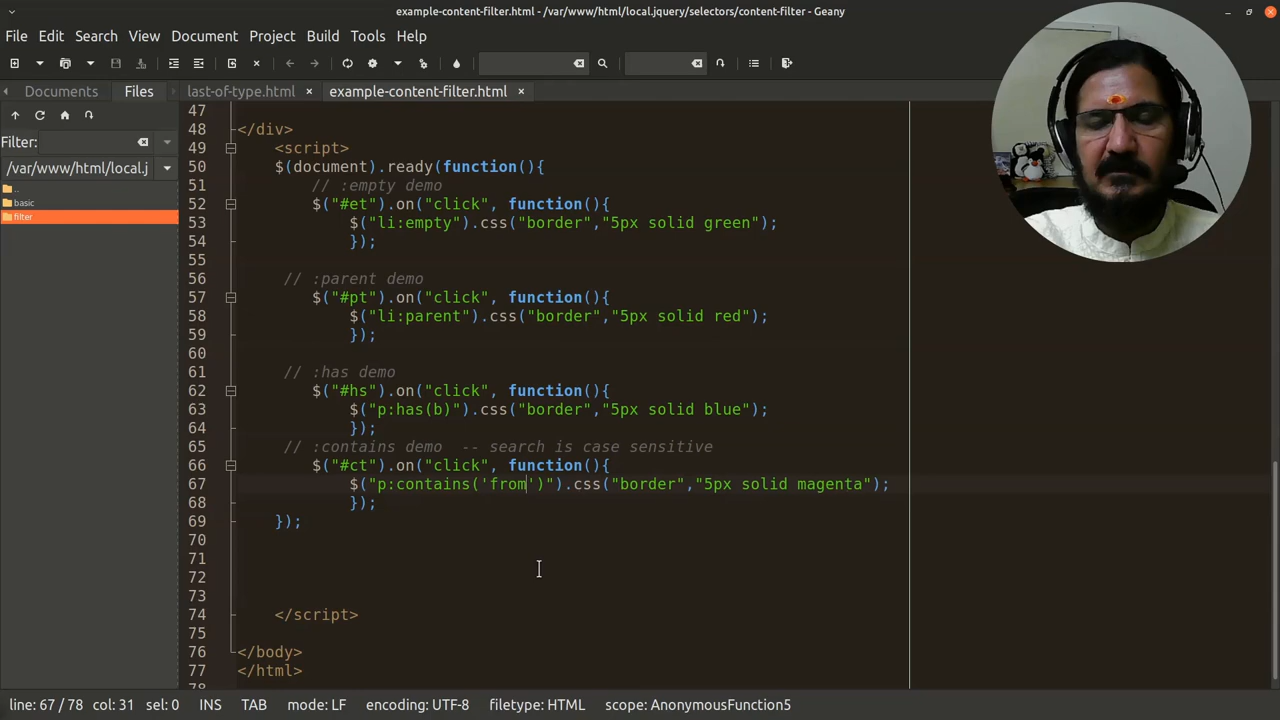 example-content-filter.html - /var/www/html/local.jquery/selectors/content-filter - Geany
File Edit Search View Document Project Build Tools Help
Documents Files last-of-type.html × example-content-filter.html ×
Filter:
/var/www/html/local.j
..
basic
filter
47
48 </div>
49 <script>
50 $(document).ready(function(){
51 // :empty demo
52 $("#et").on("click", function(){
53 $("li:empty").css("border","5px solid green");
54 });
55
56 // :parent demo
57 $("#pt").on("click", function(){
58 $("li:parent").css("border","5px solid red");
59 });
60
61 // :has demo
62 $("#hs").on("click", function(){
63 $("p:has(b)").css("border","5px solid blue");
64 });
65 // :contains demo  -- search is case sensitive
66 $("#ct").on("click", function(){
67 $("p:contains('from')").css("border","5px solid magenta");
68 });
69 });
70
71
72
73
74 </script>
75
76 </body>
77 </html>
78
line: 67 / 78 col: 31 sel: 0 INS TAB mode: LF encoding: UTF-8 filetype: HTML scope: AnonymousFunction5